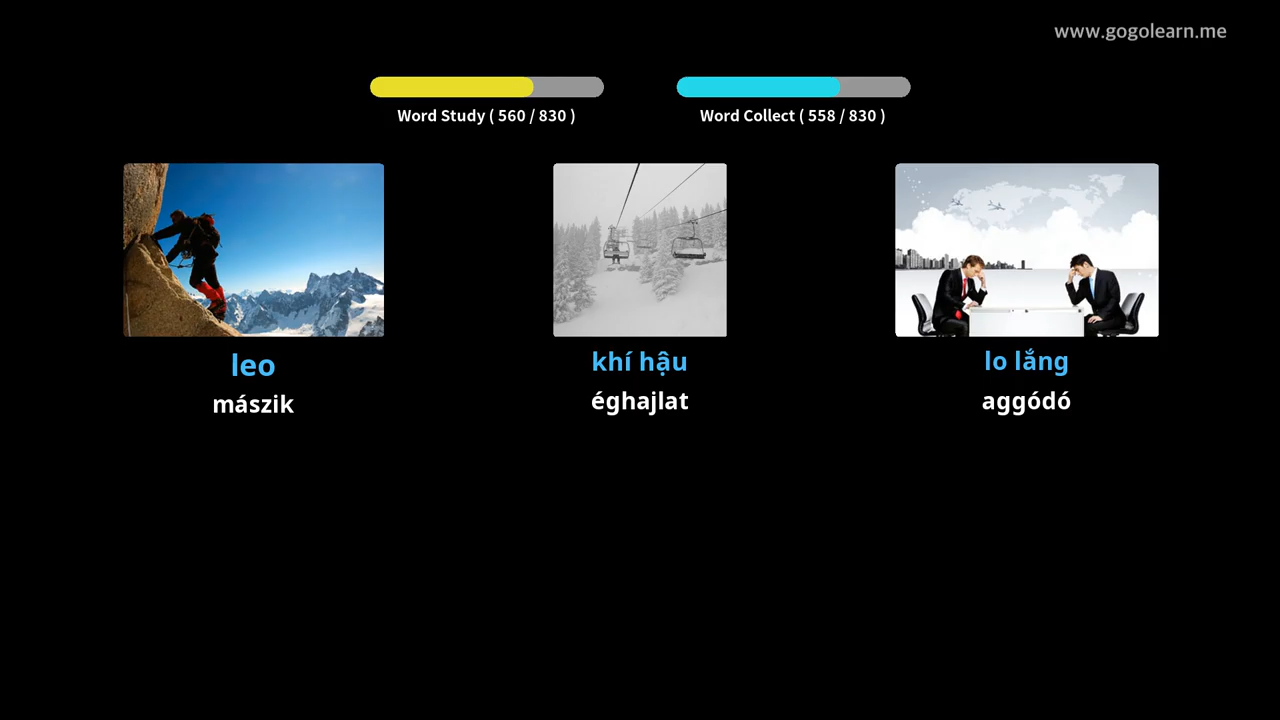 www.gogolearn.me
Word Study ( 560 / 830 )
Word Collect ( 558 / 830 )
leo
mászik
khí hậu
éghajlat
lo lắng
aggódó